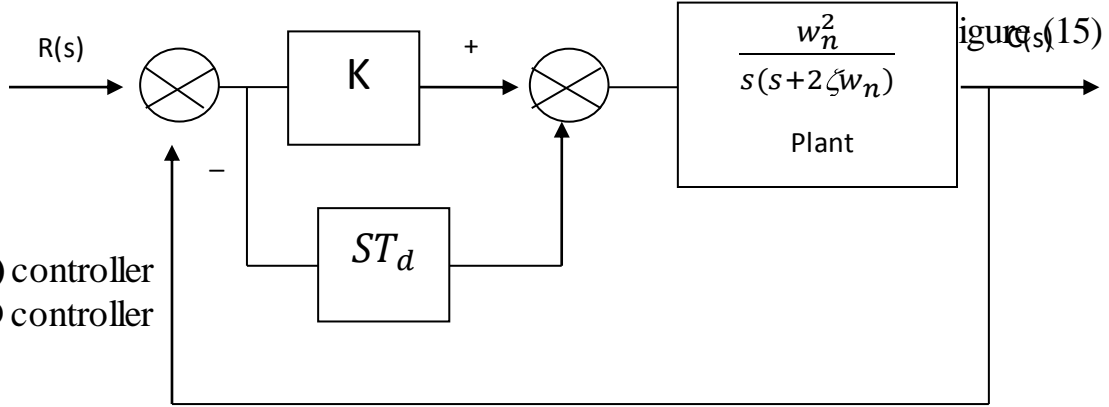 R(s)
+
K
w_n^2
s(s+2ζw_n)
Plant
igure (15)
C(s)
–
ST_d
) controller
controller